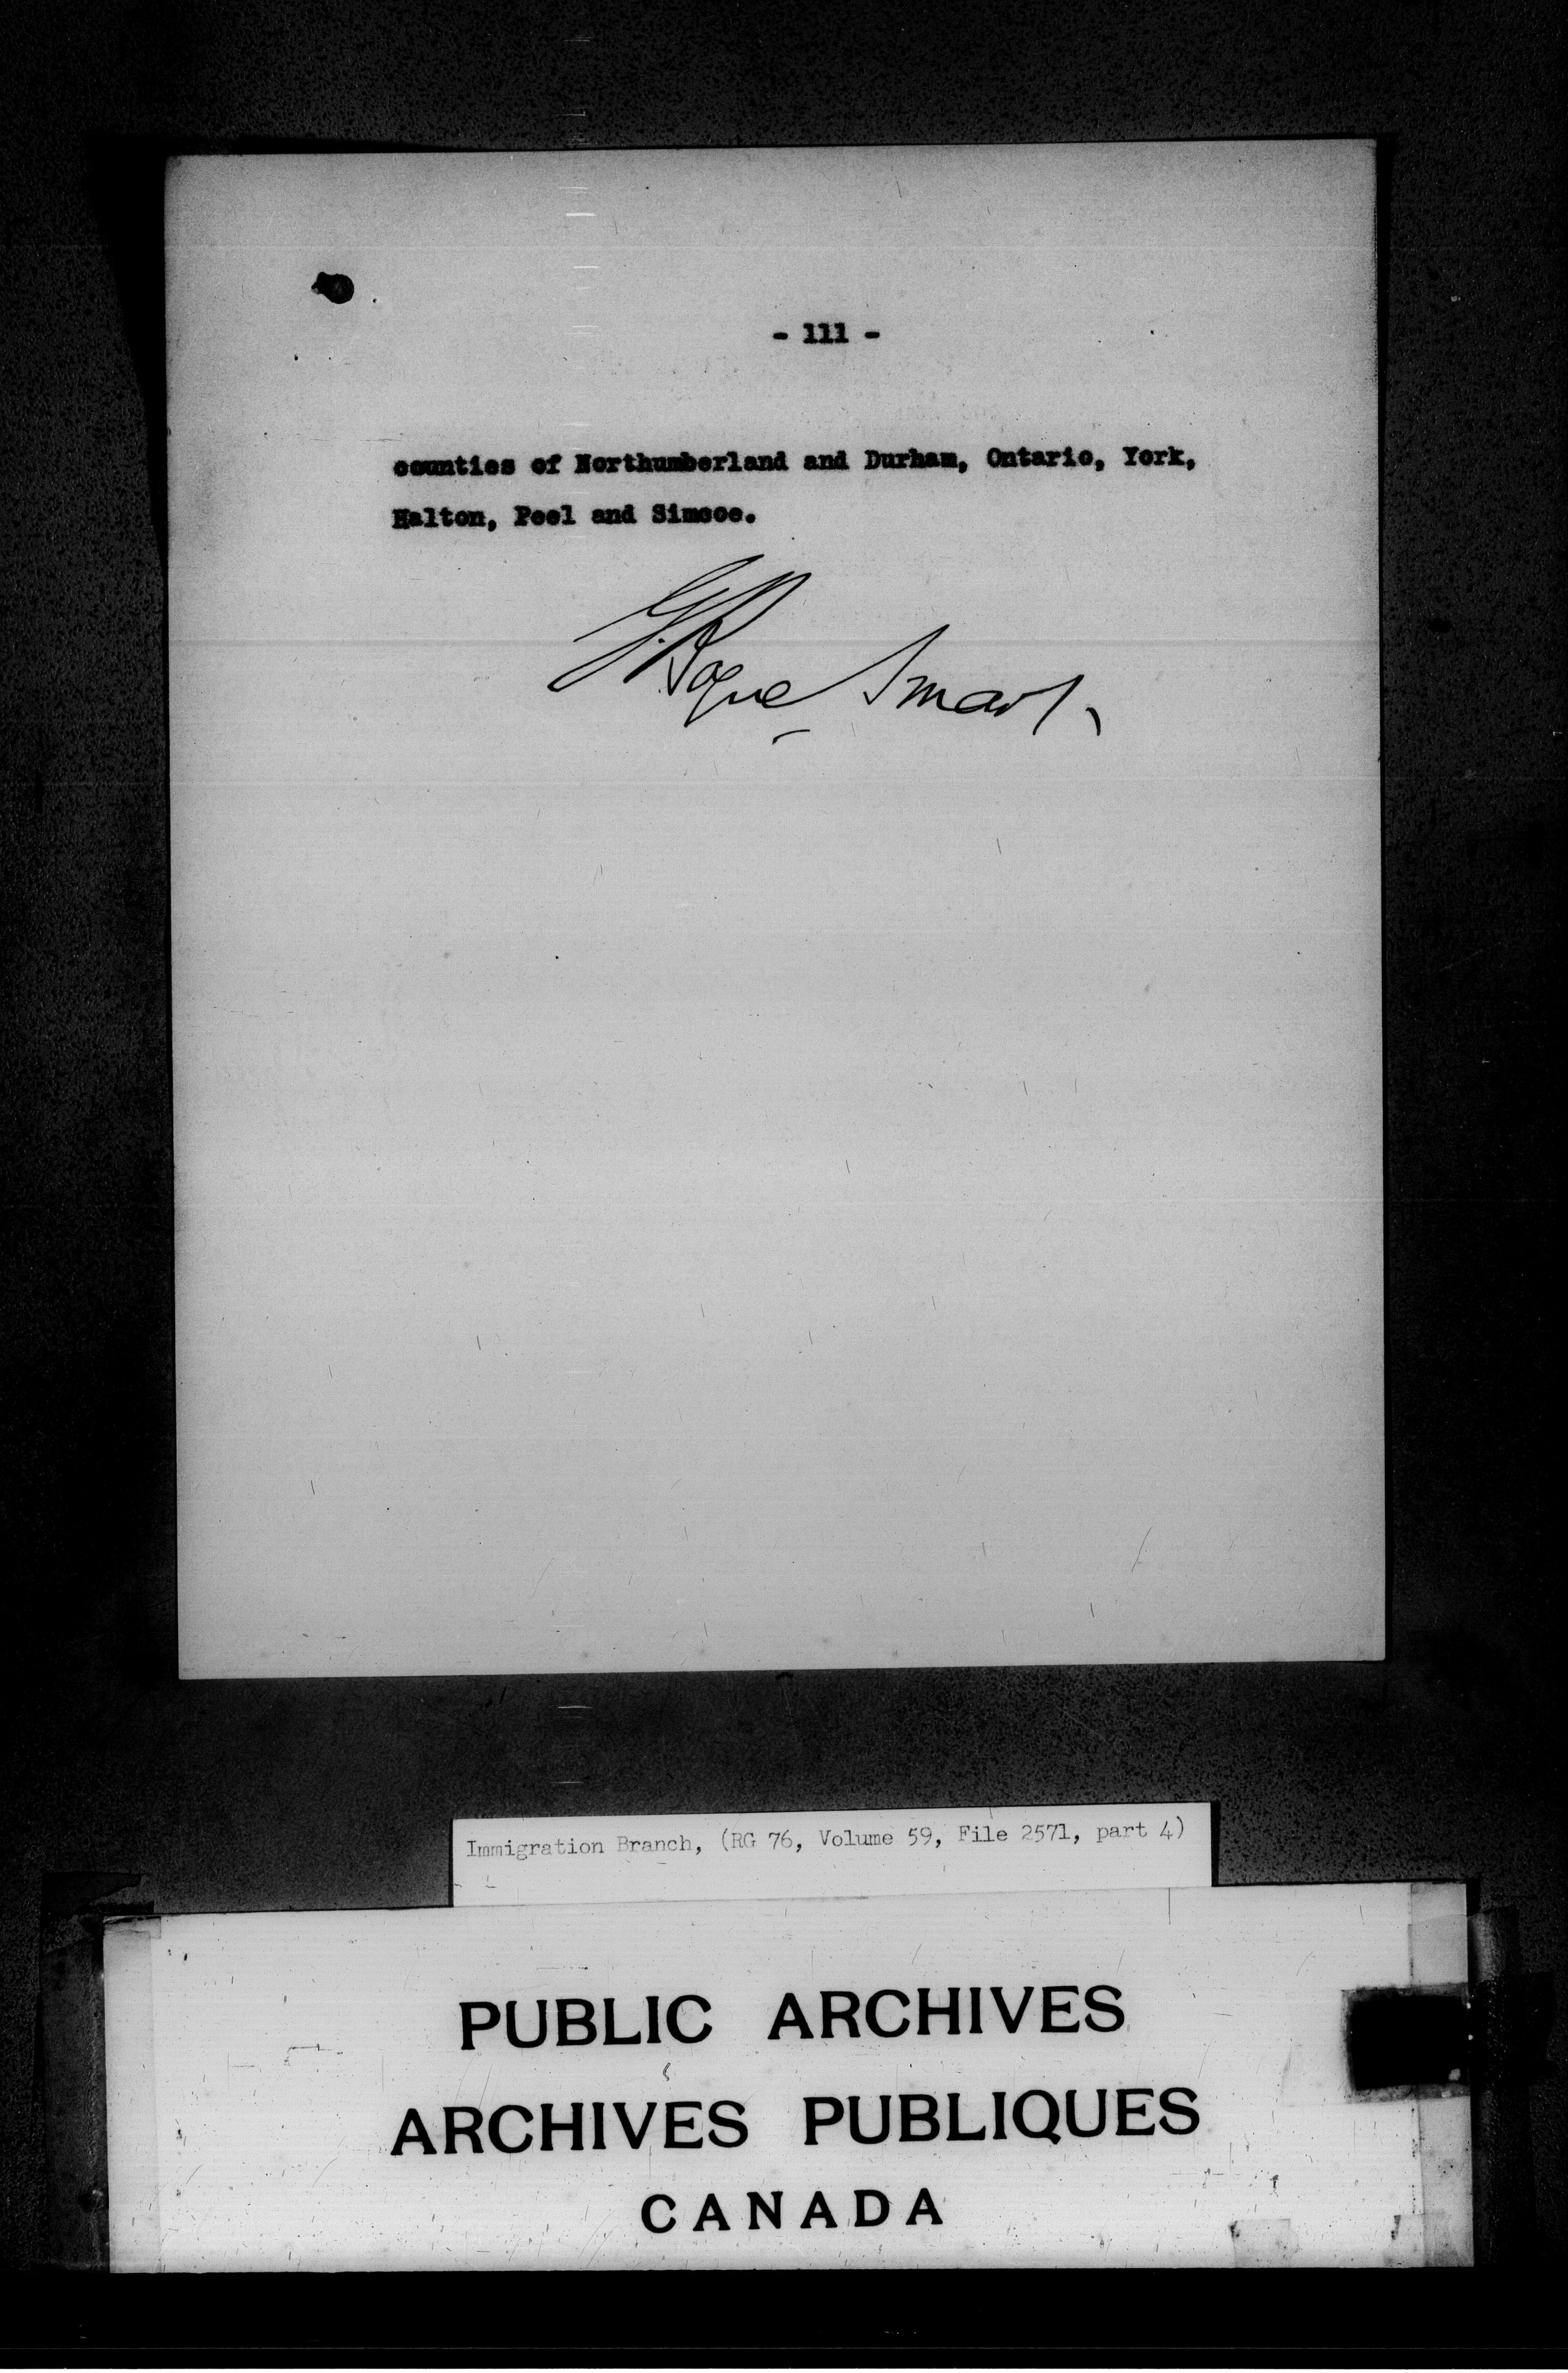 - 111 -
counties of Northumberland and Durham, Ontario, York,
Halton, Peel and Simcoe.
G. Bogue Smart.
Immigration Branch, (RG 76, Volume 59, File 2571, part 4)
PUBLIC ARCHIVES
ARCHIVES PUBLIQUES
CANADA